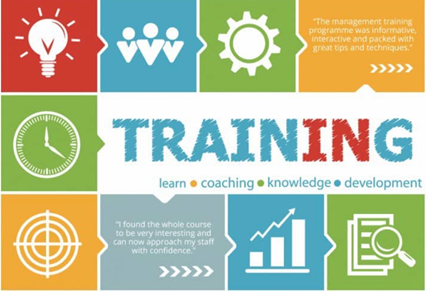 "The management training
programme was informative,
interactive and packed with
great tips and techniques."
TRAINING
learn • coaching • knowledge • development
"I found the whole course
to be very interesting and
can now approach my staff
with confidence."